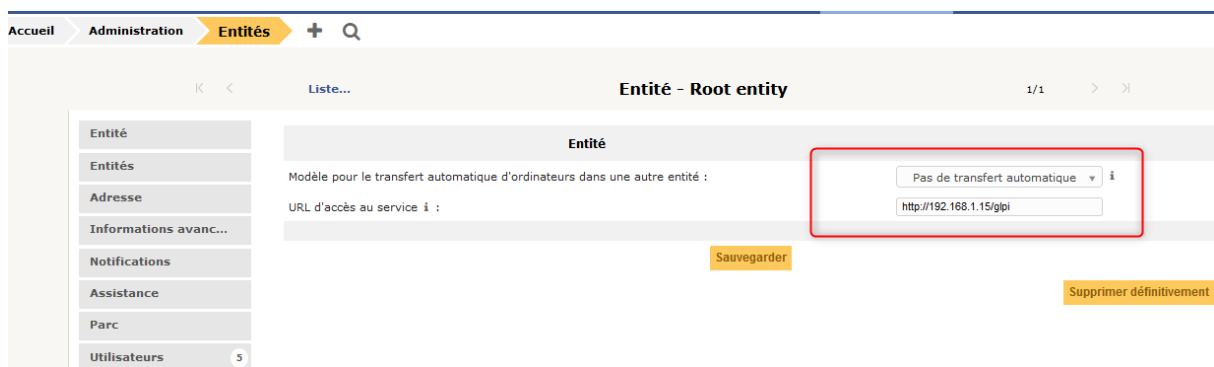 Accueil Administration Entités
Liste... Entité - Root entity 1/1
Entité
Entités
Adresse
Informations avanc...
Notifications
Assistance
Parc
Utilisateurs 5
Entité
Modèle pour le transfert automatique d'ordinateurs dans une autre entité : Pas de transfert automatique
URL d'accès au service i : http://192.168.1.15/glpi
Sauvegarder
Supprimer définitivement